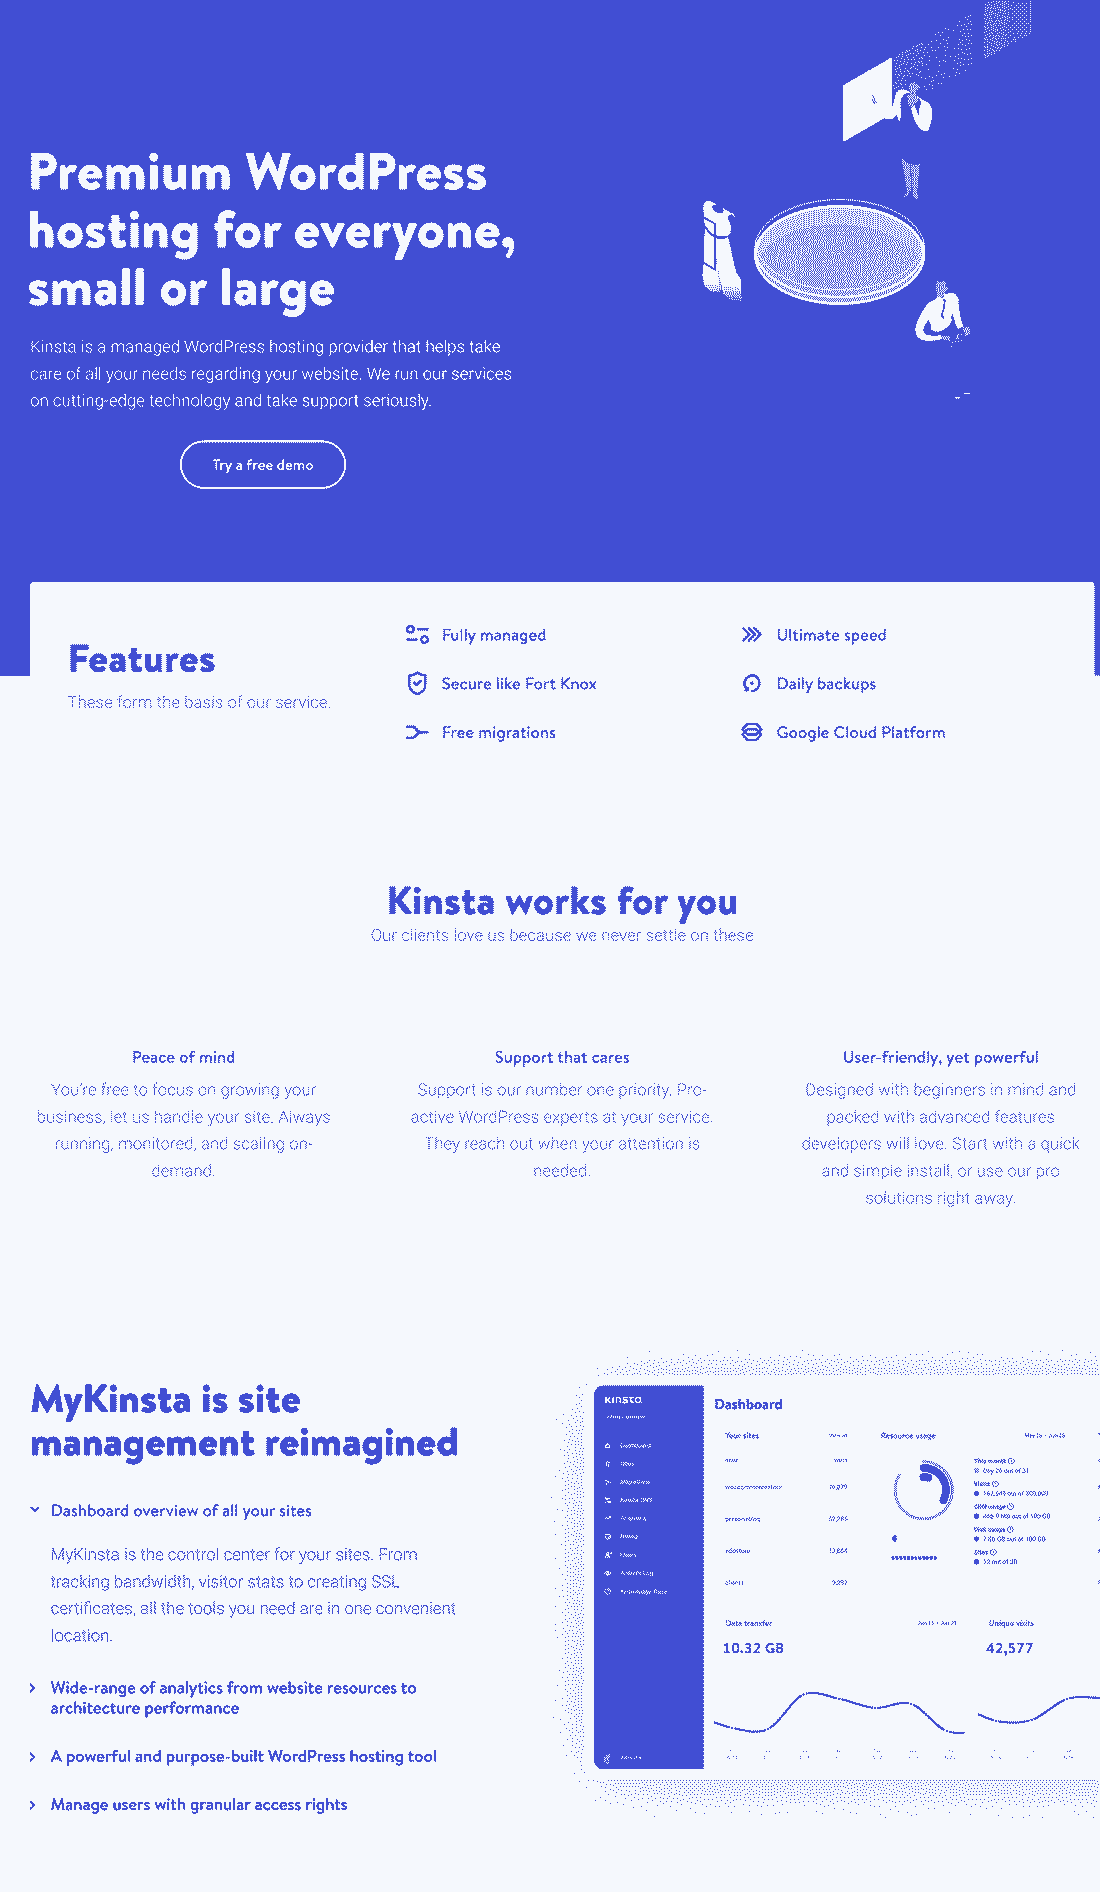 Premium WordPress
hosting for everyone,
small or large
Kinsta is a managed WordPress hosting provider that helps take
care of all your needs regarding your website. We run our services
on cutting-edge technology and take support seriously.
Try a free demo
Features
These form the basis of our service.
Fully managed
Secure like Fort Knox
Free migrations
Ultimate speed
Daily backups
Google Cloud Platform
Kinsta works for you
Our clients love us because we never settle on these
Peace of mind
You're free to focus on growing your
business, let us handle your site. Always
running, monitored, and scaling on-
demand.
Support that cares
Support is our number one priority. Pro-
active WordPress experts at your service.
They reach out when your attention is
needed.
User-friendly, yet powerful
Designed with beginners in mind and
packed with advanced features
developers will love. Start with a quick
and simple install, or use our pro
solutions right away.
MyKinsta is site
management reimagined
Dashboard overview of all your sites
MyKinsta is the control center for your sites. From
tracking bandwidth, visitor stats to creating SSL
certificates, all the tools you need are in one convenient
location.
Wide-range of analytics from website resources to
architecture performance
A powerful and purpose-built WordPress hosting tool
Manage users with granular access rights
KINSTA
Dashboard
Your sites
Resource usage
This month
Day 26 out of 31
Data transfer
10.32 GB
Unique visits
42,577